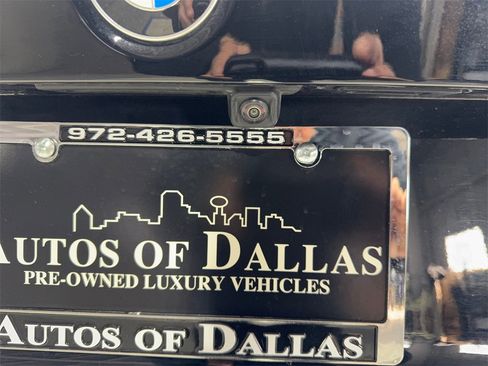 972-426-5555
AUTOS OF DALLAS
PRE-OWNED LUXURY VEHICLES
AUTOS OF DALLAS